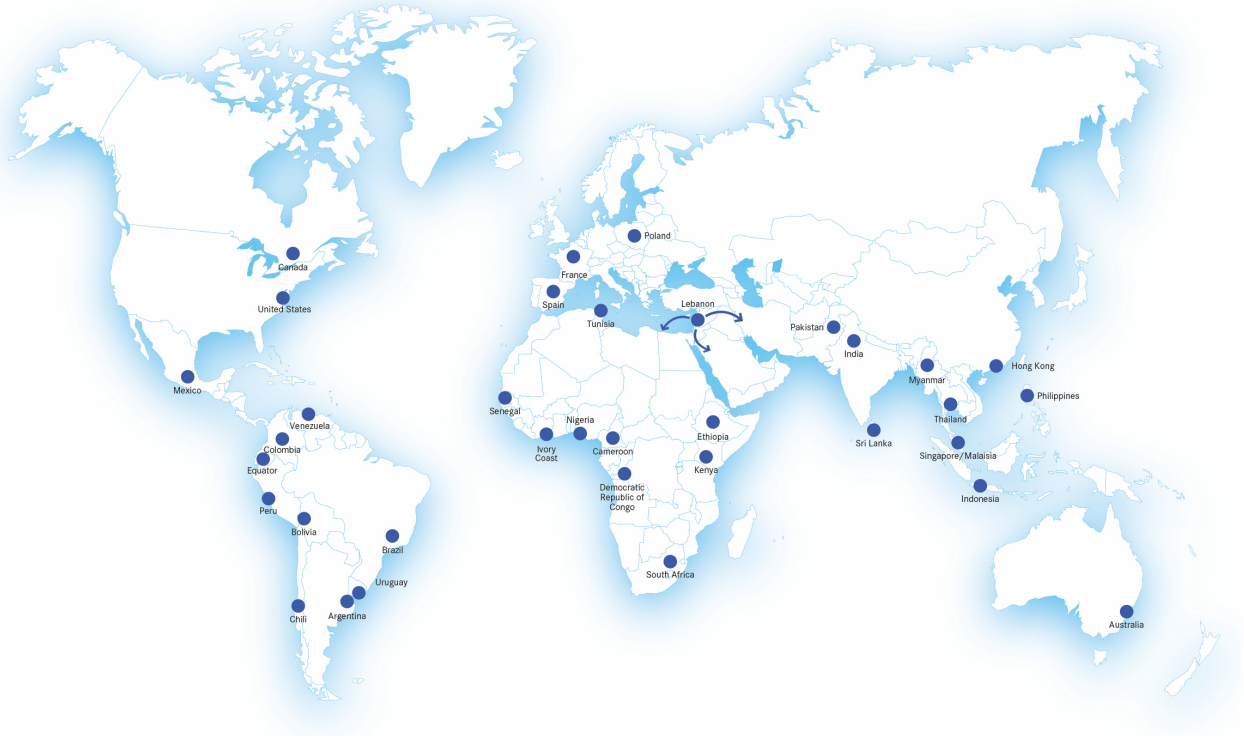 Canada
United States
Mexico
Venezuela
Colombia
Equator
Peru
Bolivia
Brazil
Uruguay
Argentina
Chili
Poland
France
Spain
Tunisia
Lebanon
Senegal
Ivory
Coast
Nigeria
Cameroon
Democratic
Republic of
Congo
Ethiopia
Kenya
South Africa
Pakistan
India
Sri Lanka
Myanmar
Thailand
Hong Kong
Philippines
Singapore/Malaisia
Indonesia
Australia